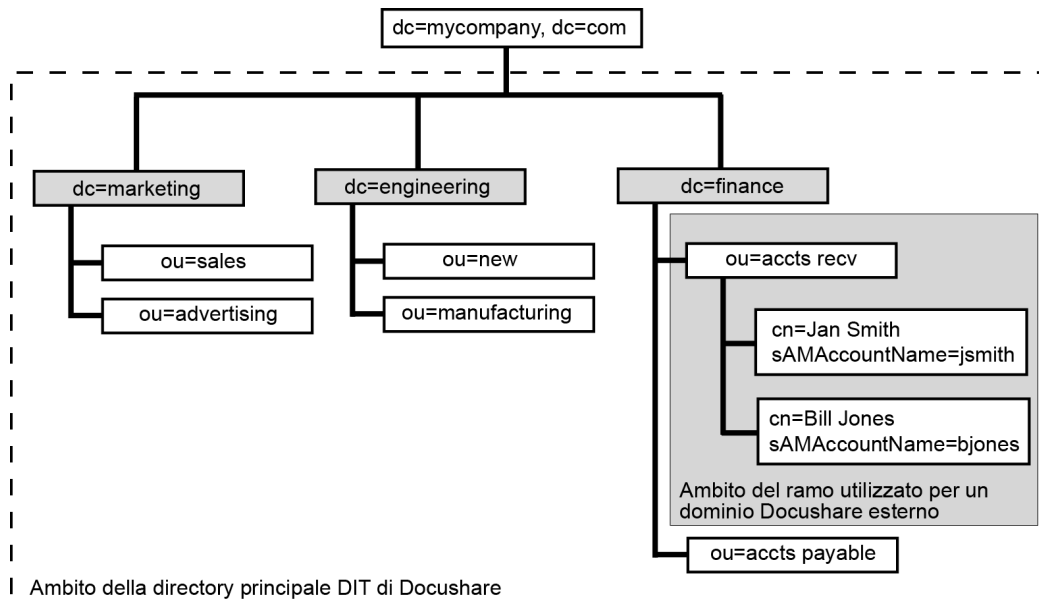 dc=mycompany, dc=com
dc=marketing
dc=engineering
dc=finance
ou=sales
ou=advertising
ou=new
ou=manufacturing
ou=accts recv
cn=Jan Smith
sAMAccountName=jsmith
cn=Bill Jones
sAMAccountName=bjones
Ambito del ramo utilizzato per un
dominio Docushare esterno
ou=accts payable
Ambito della directory principale DIT di Docushare